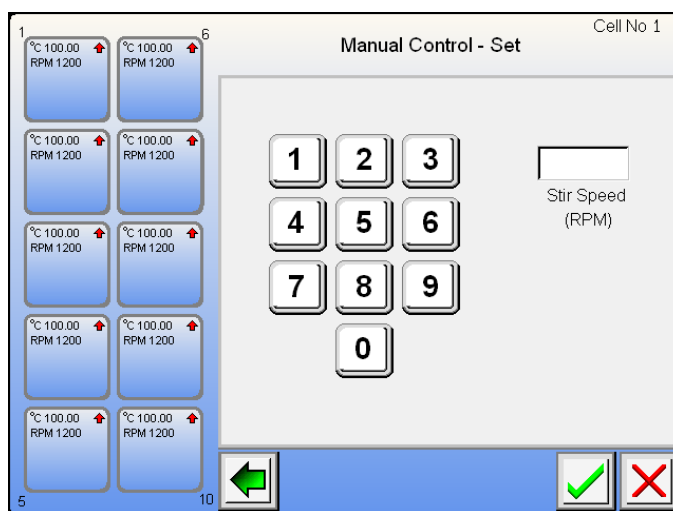 Cell No 1
Manual Control - Set
1
6
°C 100.00
RPM 1200
°C 100.00
RPM 1200
°C 100.00
RPM 1200
°C 100.00
RPM 1200
°C 100.00
RPM 1200
°C 100.00
RPM 1200
°C 100.00
RPM 1200
°C 100.00
RPM 1200
°C 100.00
RPM 1200
°C 100.00
RPM 1200
5
10
1 2 3
4 5 6
7 8 9
0
Stir Speed
(RPM)